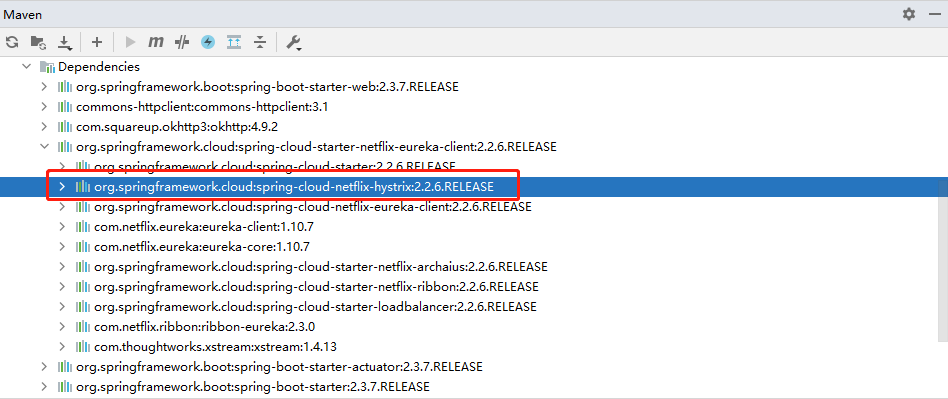 Maven
Dependencies
org.springframework.boot:spring-boot-starter-web:2.3.7.RELEASE
commons-httpclient:commons-httpclient:3.1
com.squareup.okhttp3:okhttp:4.9.2
org.springframework.cloud:spring-cloud-starter-netflix-eureka-client:2.2.6.RELEASE
org.springframework.cloud:spring-cloud-starter:2.2.6.RELEASE
org.springframework.cloud:spring-cloud-netflix-hystrix:2.2.6.RELEASE
org.springframework.cloud:spring-cloud-netflix-eureka-client:2.2.6.RELEASE
com.netflix.eureka:eureka-client:1.10.7
com.netflix.eureka:eureka-core:1.10.7
org.springframework.cloud:spring-cloud-starter-netflix-archaius:2.2.6.RELEASE
org.springframework.cloud:spring-cloud-starter-netflix-ribbon:2.2.6.RELEASE
org.springframework.cloud:spring-cloud-starter-loadbalancer:2.2.6.RELEASE
com.netflix.ribbon:ribbon-eureka:2.3.0
com.thoughtworks.xstream:xstream:1.4.13
org.springframework.boot:spring-boot-starter-actuator:2.3.7.RELEASE
org.springframework.boot:spring-boot-starter:2.3.7.RELEASE